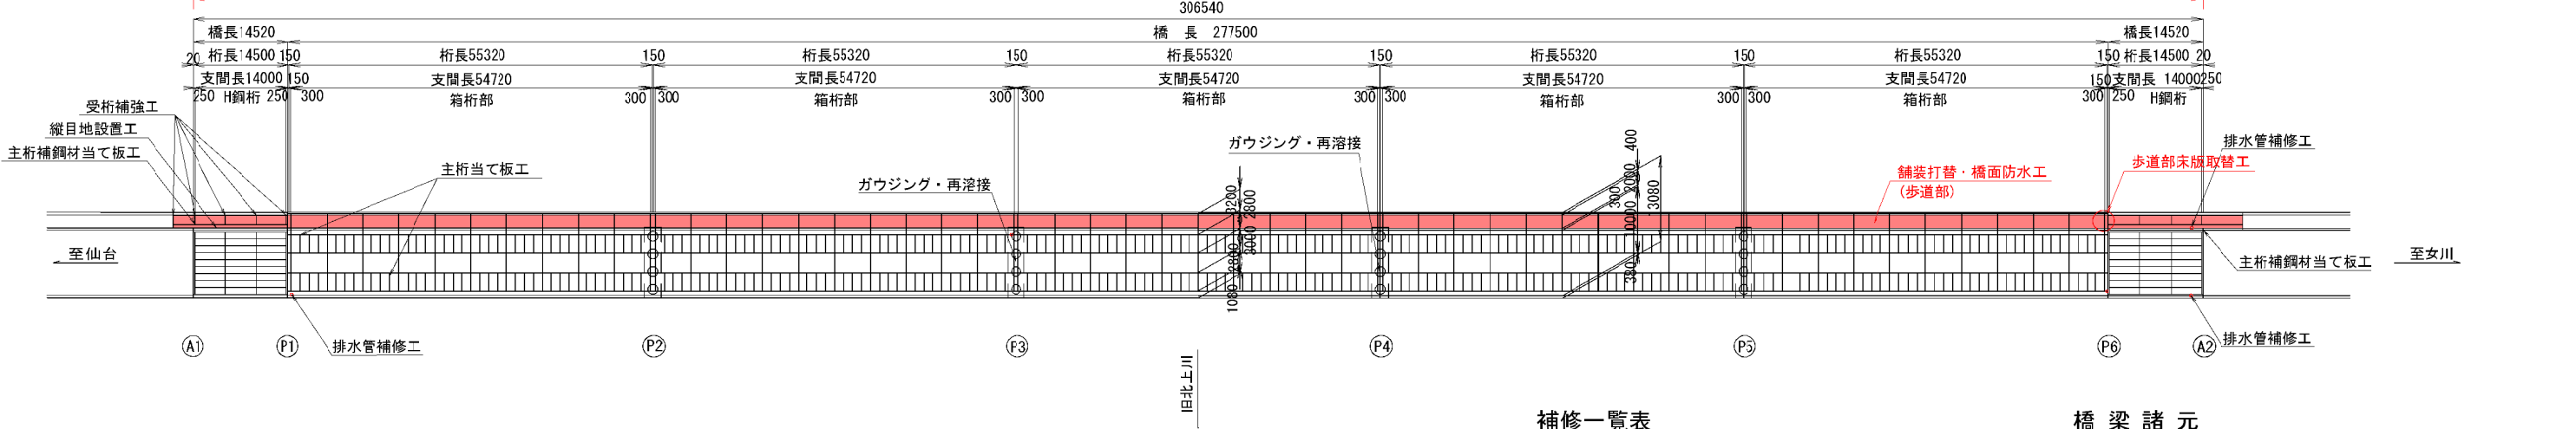 306540
橋長14520
橋　長　277500
橋長14520
20
桁長14500
150
桁長55320
150
桁長55320
150
桁長55320
150
桁長55320
150
桁長55320
150
桁長14500
20
支間長14000
150
支間長54720
支間長54720
支間長54720
支間長54720
支間長54720
150
支間長 14000
250
250
H鋼桁
250
300
箱桁部
300
300
箱桁部
300
300
箱桁部
300
300
箱桁部
300
300
箱桁部
300
250
H鋼桁
受桁補強工
縦目地設置工
主桁補鋼材当て板工
主桁当て板工
ガウジング・再溶接
ガウジング・再溶接
3200
2800
3000
2800
1080
400
2000
300
13080
11000
380
舗装打替・橋面防水工
(歩道部)
歩道部床版取替工
排水管補修工
至仙台
至女川
主桁補鋼材当て板工
A1
P1
P2
P3
P4
P5
P6
A2
排水管補修工
排水管補修工
旧北上川
補修一覧表
橋 梁 諸 元